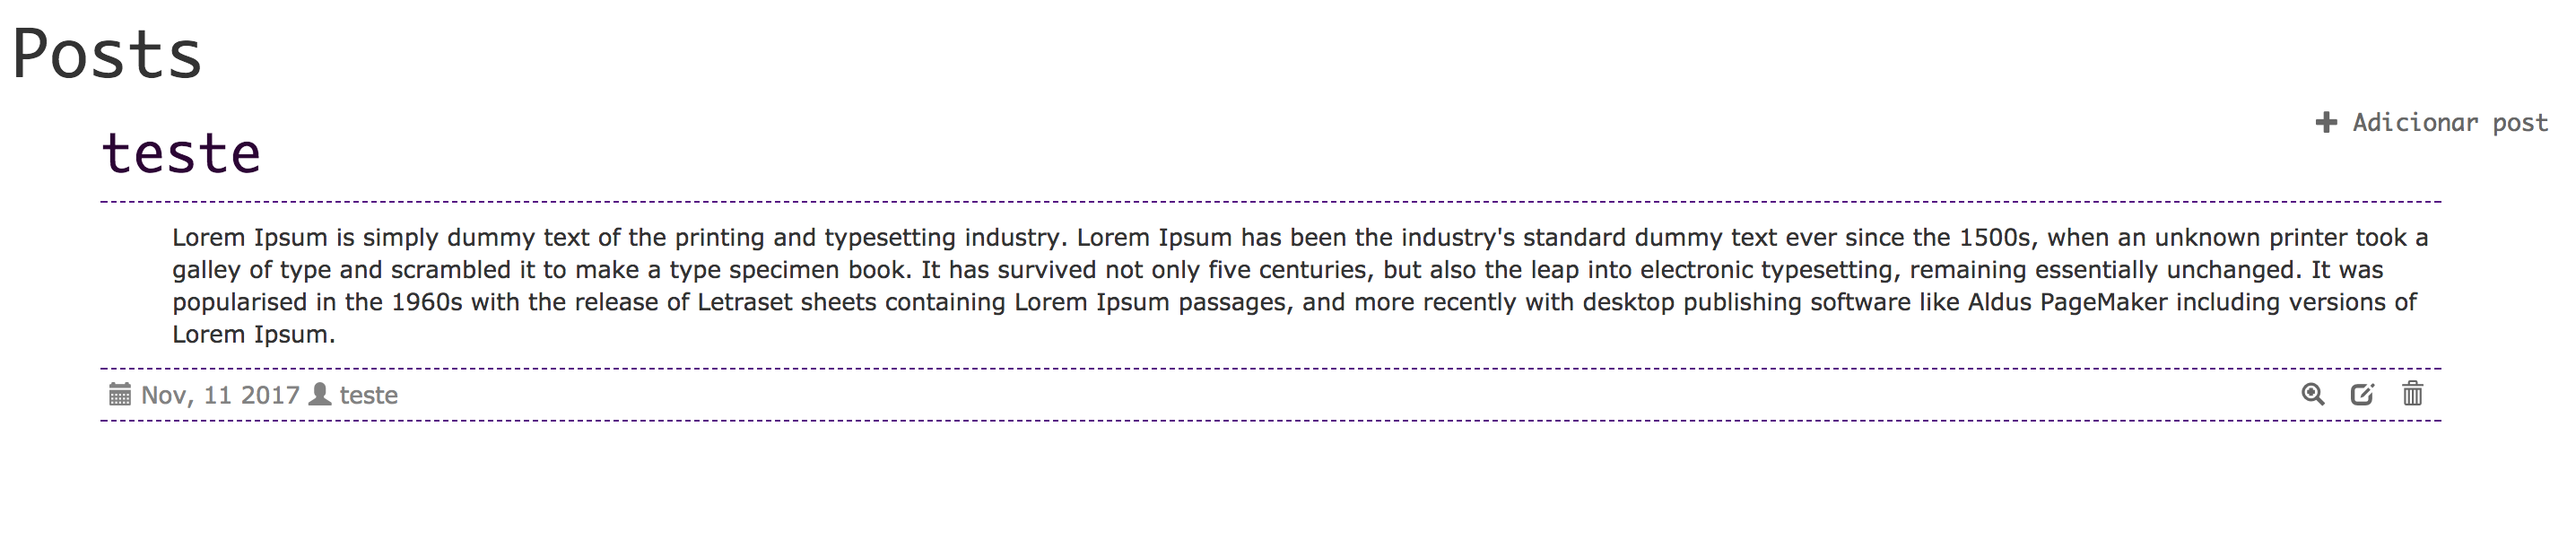 Posts
Adicionar post
teste
Lorem Ipsum is simply dummy text of the printing and typesetting industry. Lorem Ipsum has been the industry's standard dummy text ever since the 1500s, when an unknown printer took a
galley of type and scrambled it to make a type specimen book. It has survived not only five centuries, but also the leap into electronic typesetting, remaining essentially unchanged. It was
popularised in the 1960s with the release of Letraset sheets containing Lorem Ipsum passages, and more recently with desktop publishing software like Aldus PageMaker including versions of
Lorem Ipsum.
Nov, 11 2017 teste